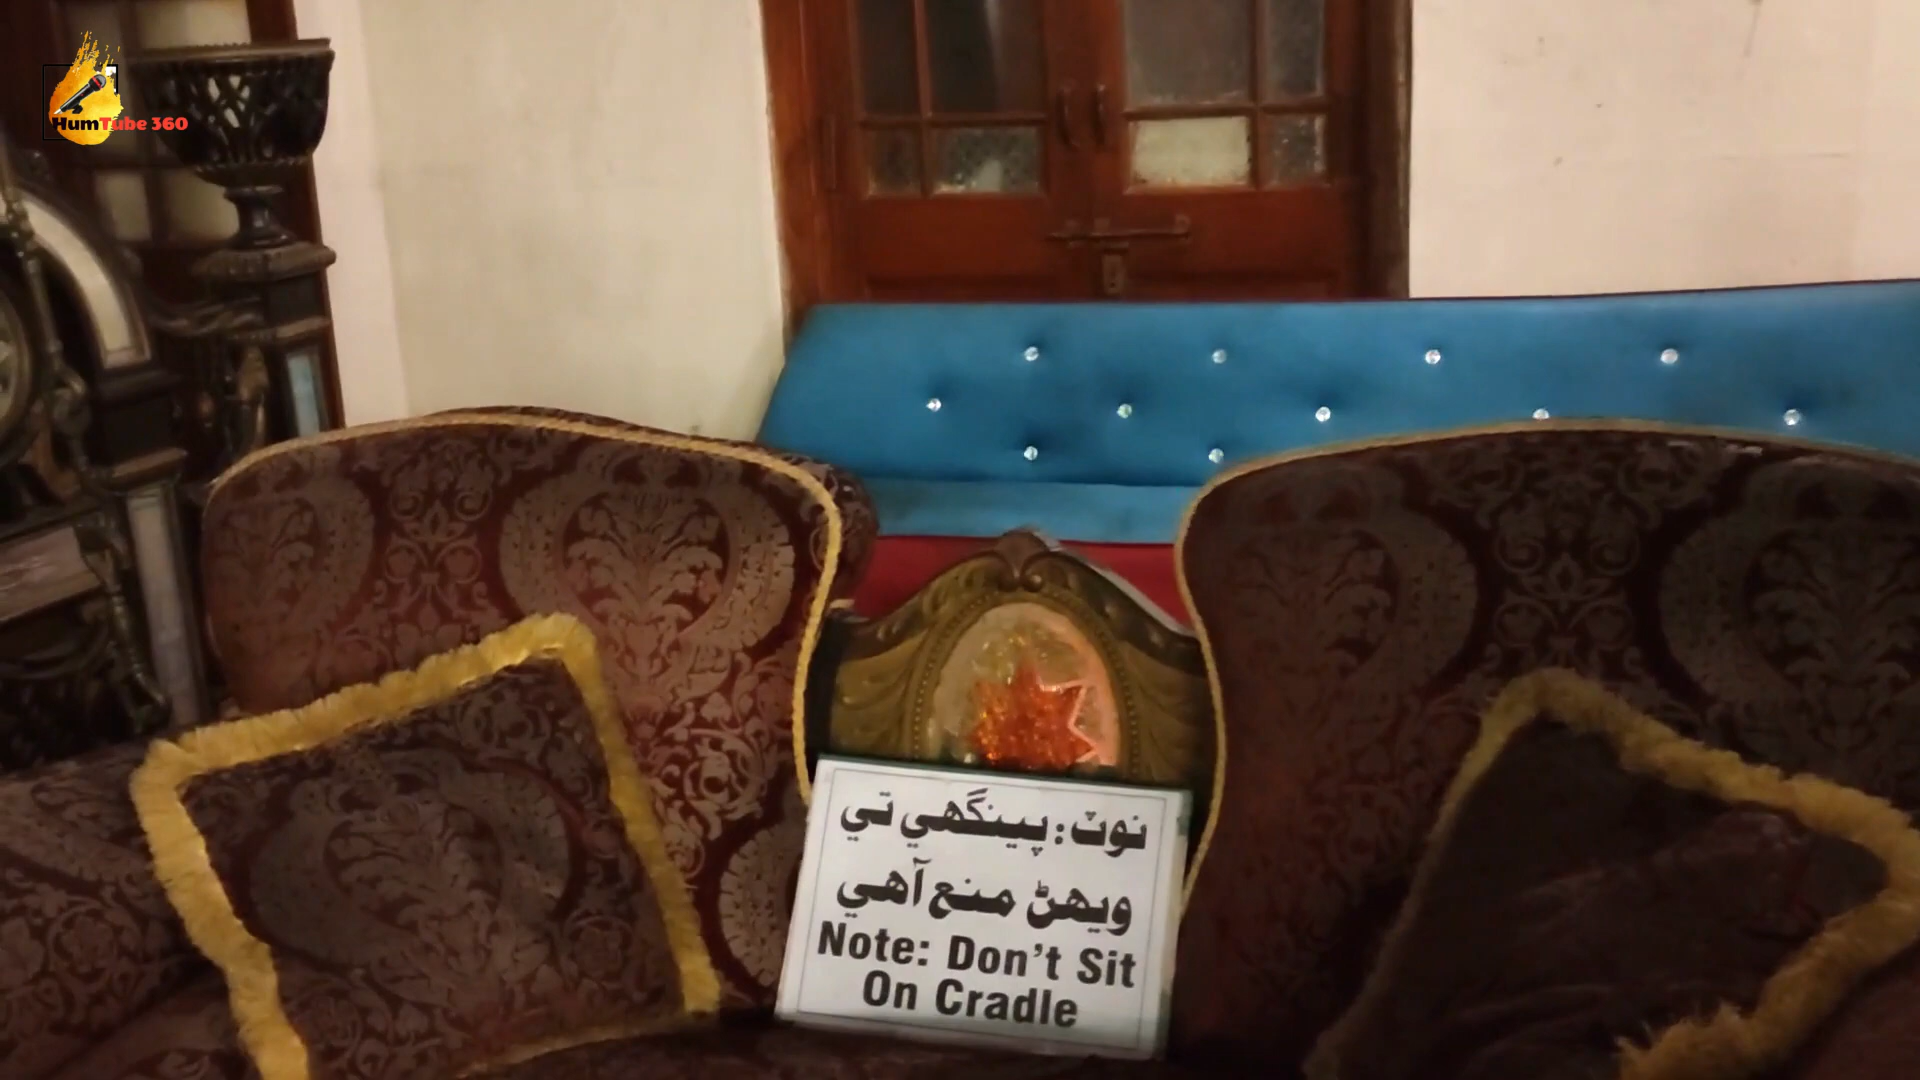 HumTube 360
نوٽ: پينگهي تي
ويهڻ منع آهي
Note: Don't Sit
On Cradle